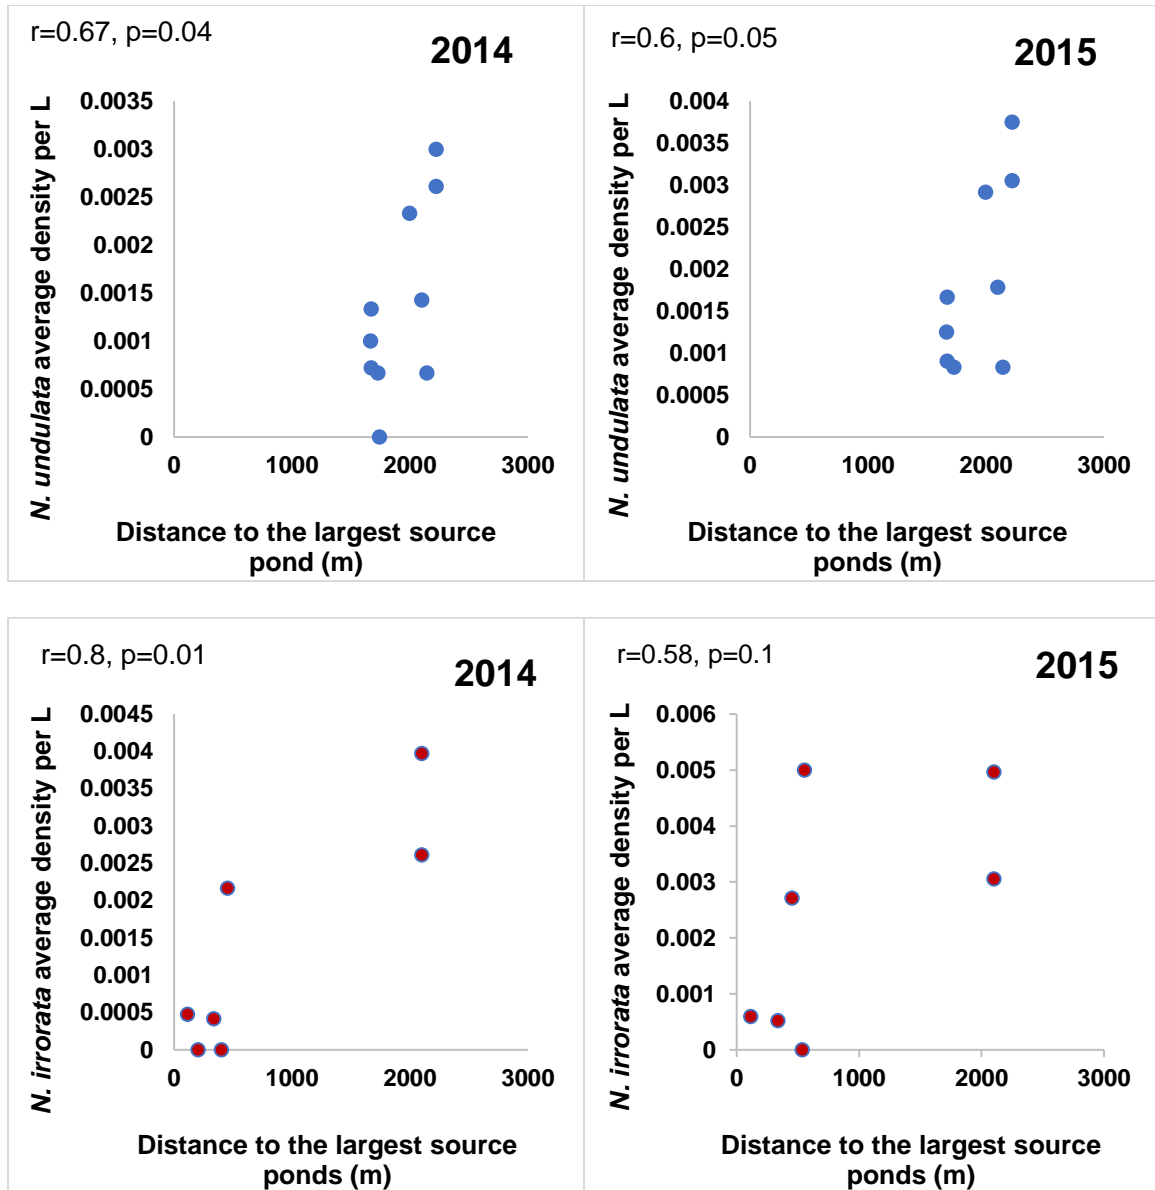 r=0.67, p=0.04
2014
N. undulata average density per L
0.0035
0.003
0.0025
0.002
0.0015
0.001
0.0005
0
0 1000 2000 3000
Distance to the largest source
pond (m)
r=0.6, p=0.05
2015
N. undulata average density per L
0.004
0.0035
0.003
0.0025
0.002
0.0015
0.001
0.0005
0
0 1000 2000 3000
Distance to the largest source
ponds (m)
r=0.8, p=0.01
2014
N. irrorata average density per L
0.0045
0.004
0.0035
0.003
0.0025
0.002
0.0015
0.001
0.0005
0
0 1000 2000 3000
Distance to the largest source
ponds (m)
r=0.58, p=0.1
2015
N. irrorata average density per L
0.006
0.005
0.004
0.003
0.002
0.001
0
0 1000 2000 3000
Distance to the largest source
ponds (m)